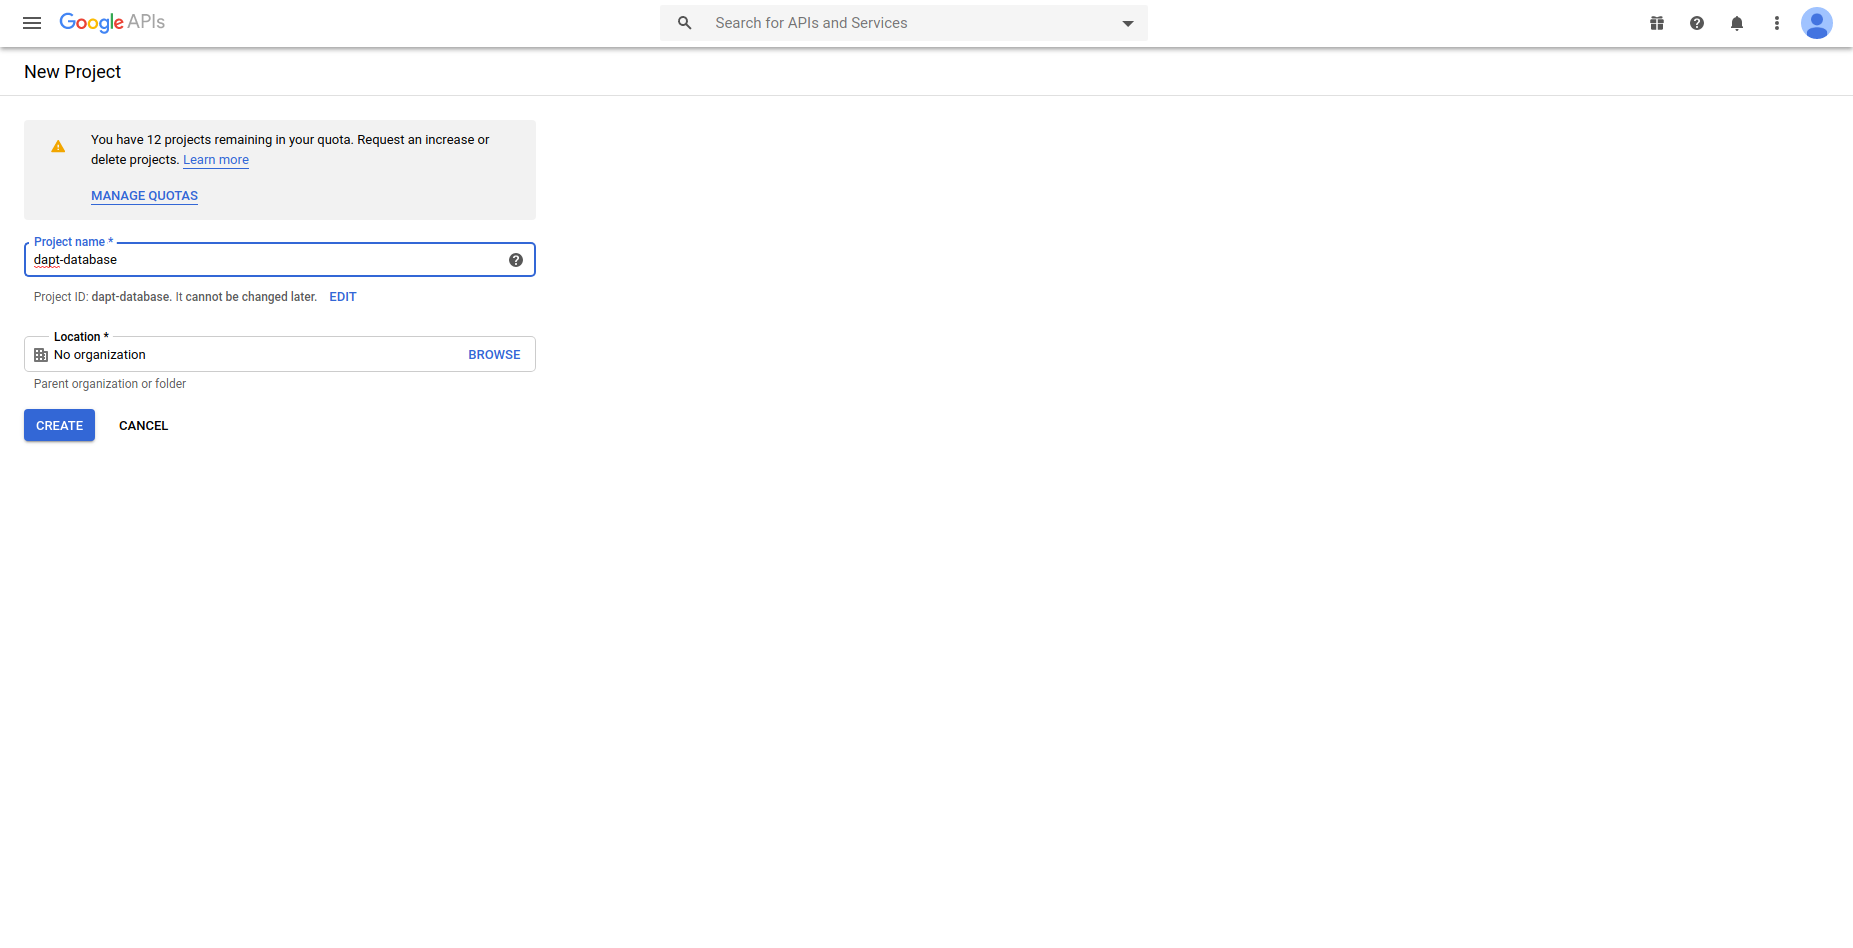 Google APIs
Search for APIs and Services
New Project
You have 12 projects remaining in your quota. Request an increase or
delete projects. Learn more
MANAGE QUOTAS
Project name *
dapt-database
Project ID: dapt-database. It cannot be changed later. EDIT
Location *
No organization BROWSE
Parent organization or folder
CREATE CANCEL